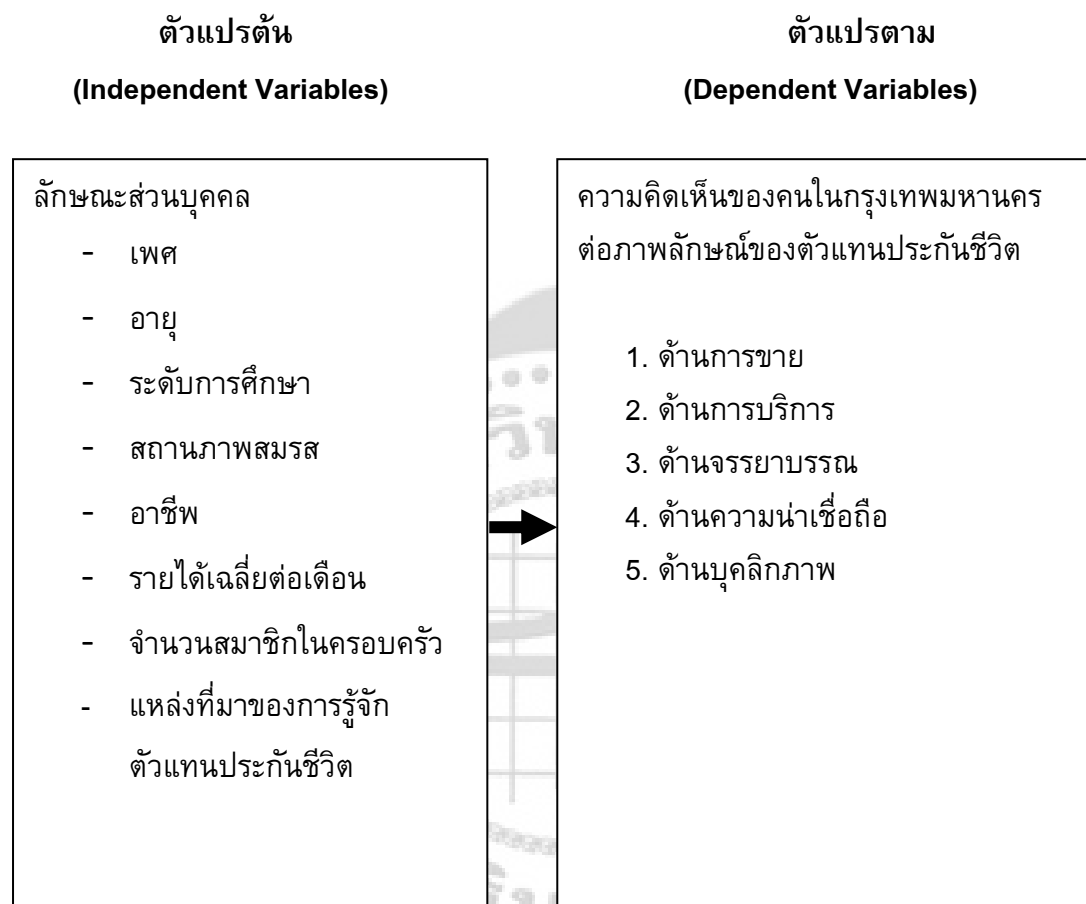 ตัวแปรต้น
(Independent Variables)
ตัวแปรตาม
(Dependent Variables)
ลักษณะส่วนบุคคล
- เพศ
- อายุ
- ระดับการศึกษา
- สถานภาพสมรส
- อาชีพ
- รายได้เฉลี่ยต่อเดือน
- จำนวนสมาชิกในครอบครัว
- แหล่งที่มาของการรู้จัก
ตัวแทนประกันชีวิต
ความคิดเห็นของคนในกรุงเทพมหานคร
ต่อภาพลักษณ์ของตัวแทนประกันชีวิต
1. ด้านการขาย
2. ด้านการบริการ
3. ด้านจรรยาบรรณ
4. ด้านความน่าเชื่อถือ
5. ด้านบุคลิกภาพ